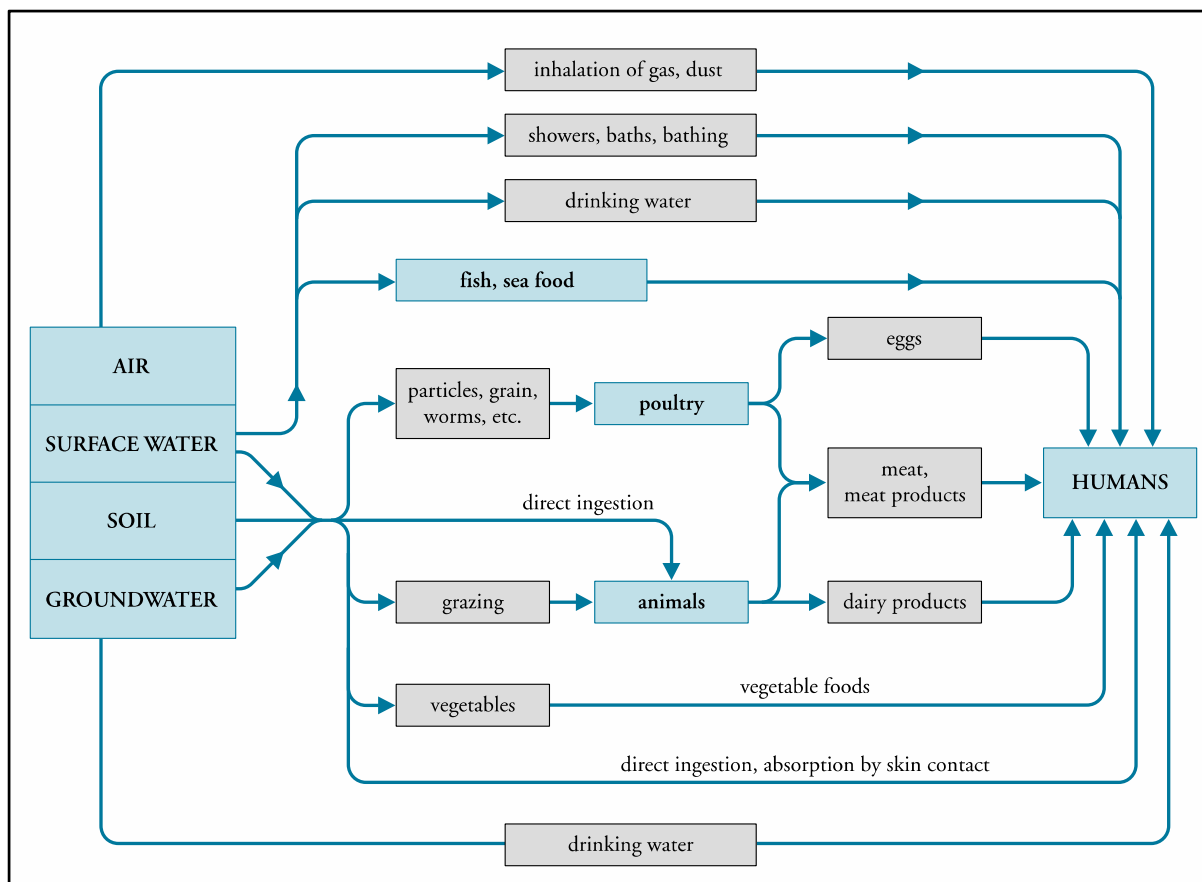 inhalation of gas, dust
showers, baths, bathing
drinking water
fish, sea food
AIR
SURFACE WATER
SOIL
GROUNDWATER
particles, grain,
worms, etc.
poultry
eggs
meat,
meat products
HUMANS
direct ingestion
grazing
animals
dairy products
vegetables
vegetable foods
direct ingestion, absorption by skin contact
drinking water